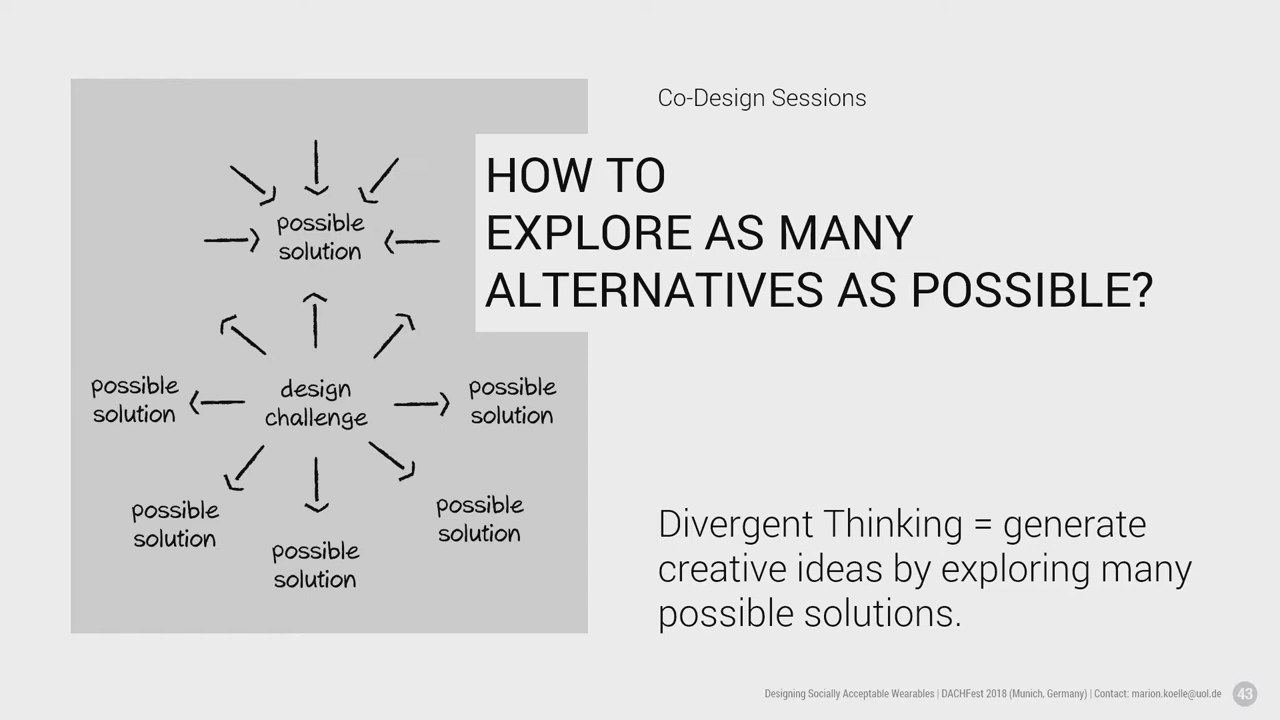 Co-Design Sessions
HOW TO
EXPLORE AS MANY
ALTERNATIVES AS POSSIBLE?
possible
solution
design
challenge
possible
solution
possible
solution
possible
solution
possible
solution
possible
solution
Divergent Thinking = generate
creative ideas by exploring many
possible solutions.
Designing Socially Acceptable Wearables | DACHFest 2018 (Munich, Germany) | Contact: marion.koelle@uol.de 43